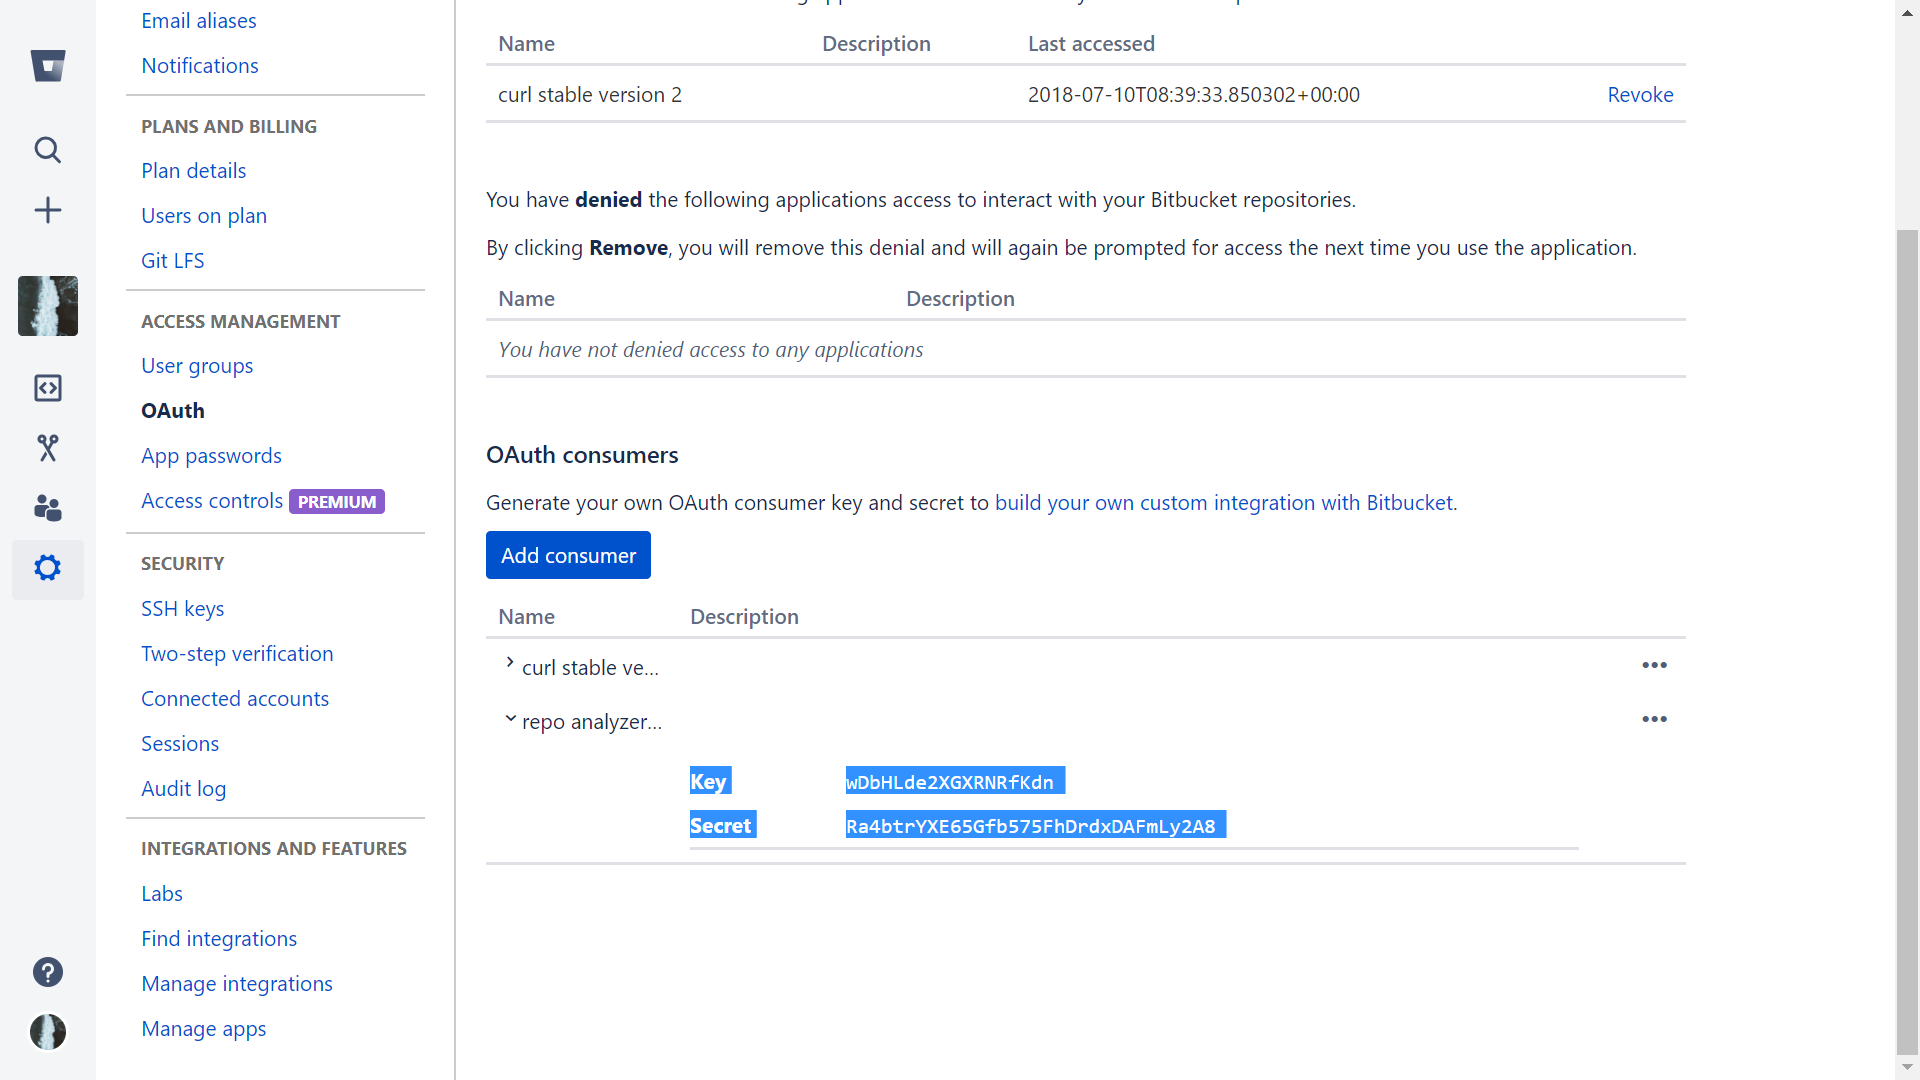 Email aliases
Notifications
PLANS AND BILLING
Plan details
Users on plan
Git LFS
ACCESS MANAGEMENT
User groups
OAuth
App passwords
Access controls PREMIUM
SECURITY
SSH keys
Two-step verification
Connected accounts
Sessions
Audit log
INTEGRATIONS AND FEATURES
Labs
Find integrations
Manage integrations
Manage apps
Name Description Last accessed
curl stable version 2 2018-07-10T08:39:33.850302+00:00 Revoke
You have denied the following applications access to interact with your Bitbucket repositories.
By clicking Remove, you will remove this denial and will again be prompted for access the next time you use the application.
Name Description
You have not denied access to any applications
OAuth consumers
Generate your own OAuth consumer key and secret to build your own custom integration with Bitbucket.
Add consumer
Name Description
curl stable ve...
repo analyzer...
Key wDbHLde2XGXRNRfKdn
Secret Ra4btrYXE65Gfb575FhDrdxDAFmLy2A8